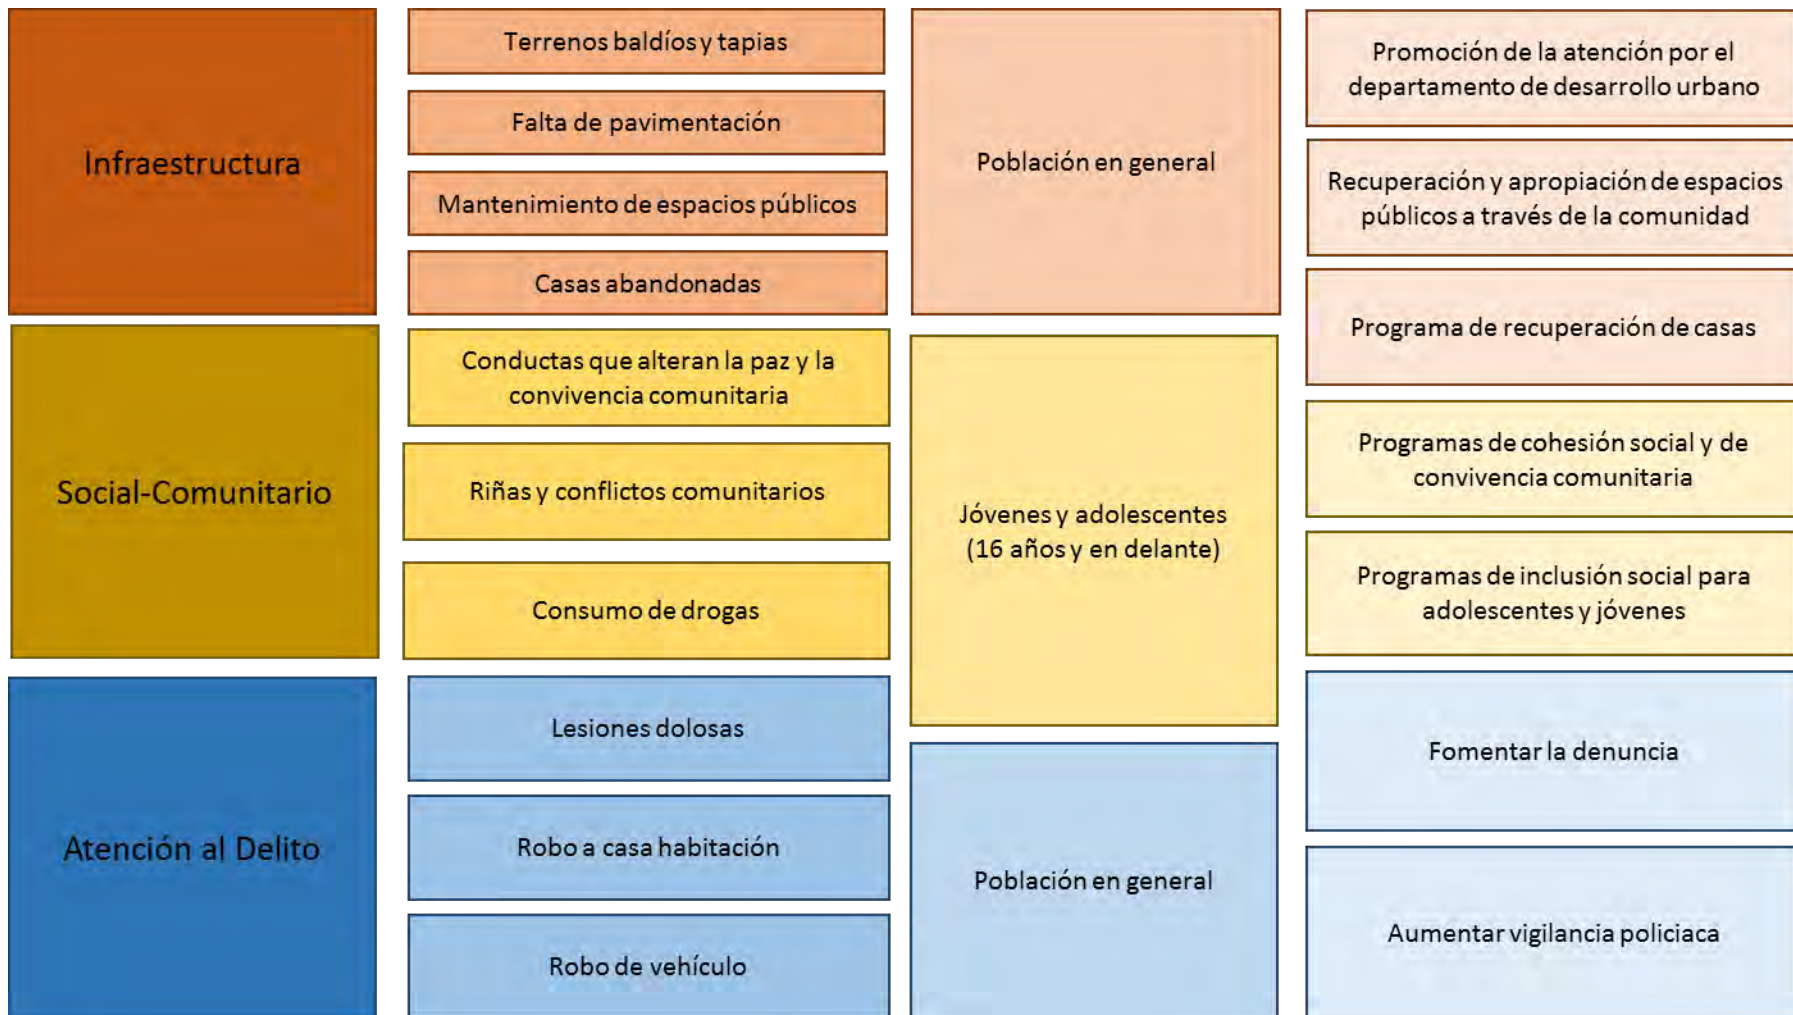 Infraestructura
Terrenos baldíos y tapias
Falta de pavimentación
Mantenimiento de espacios públicos
Casas abandonadas
Población en general
Promoción de la atención por el
departamento de desarrollo urbano
Recuperación y apropiación de espacios
públicos a través de la comunidad
Programa de recuperación de casas
Social-Comunitario
Conductas que alteran la paz y la
convivencia comunitaria
Riñas y conflictos comunitarios
Consumo de drogas
Jóvenes y adolescentes
(16 años y en delante)
Programas de cohesión social y de
convivencia comunitaria
Programas de inclusión social para
adolescentes y jóvenes
Atención al Delito
Lesiones dolosas
Robo a casa habitación
Robo de vehículo
Población en general
Fomentar la denuncia
Aumentar vigilancia policiaca